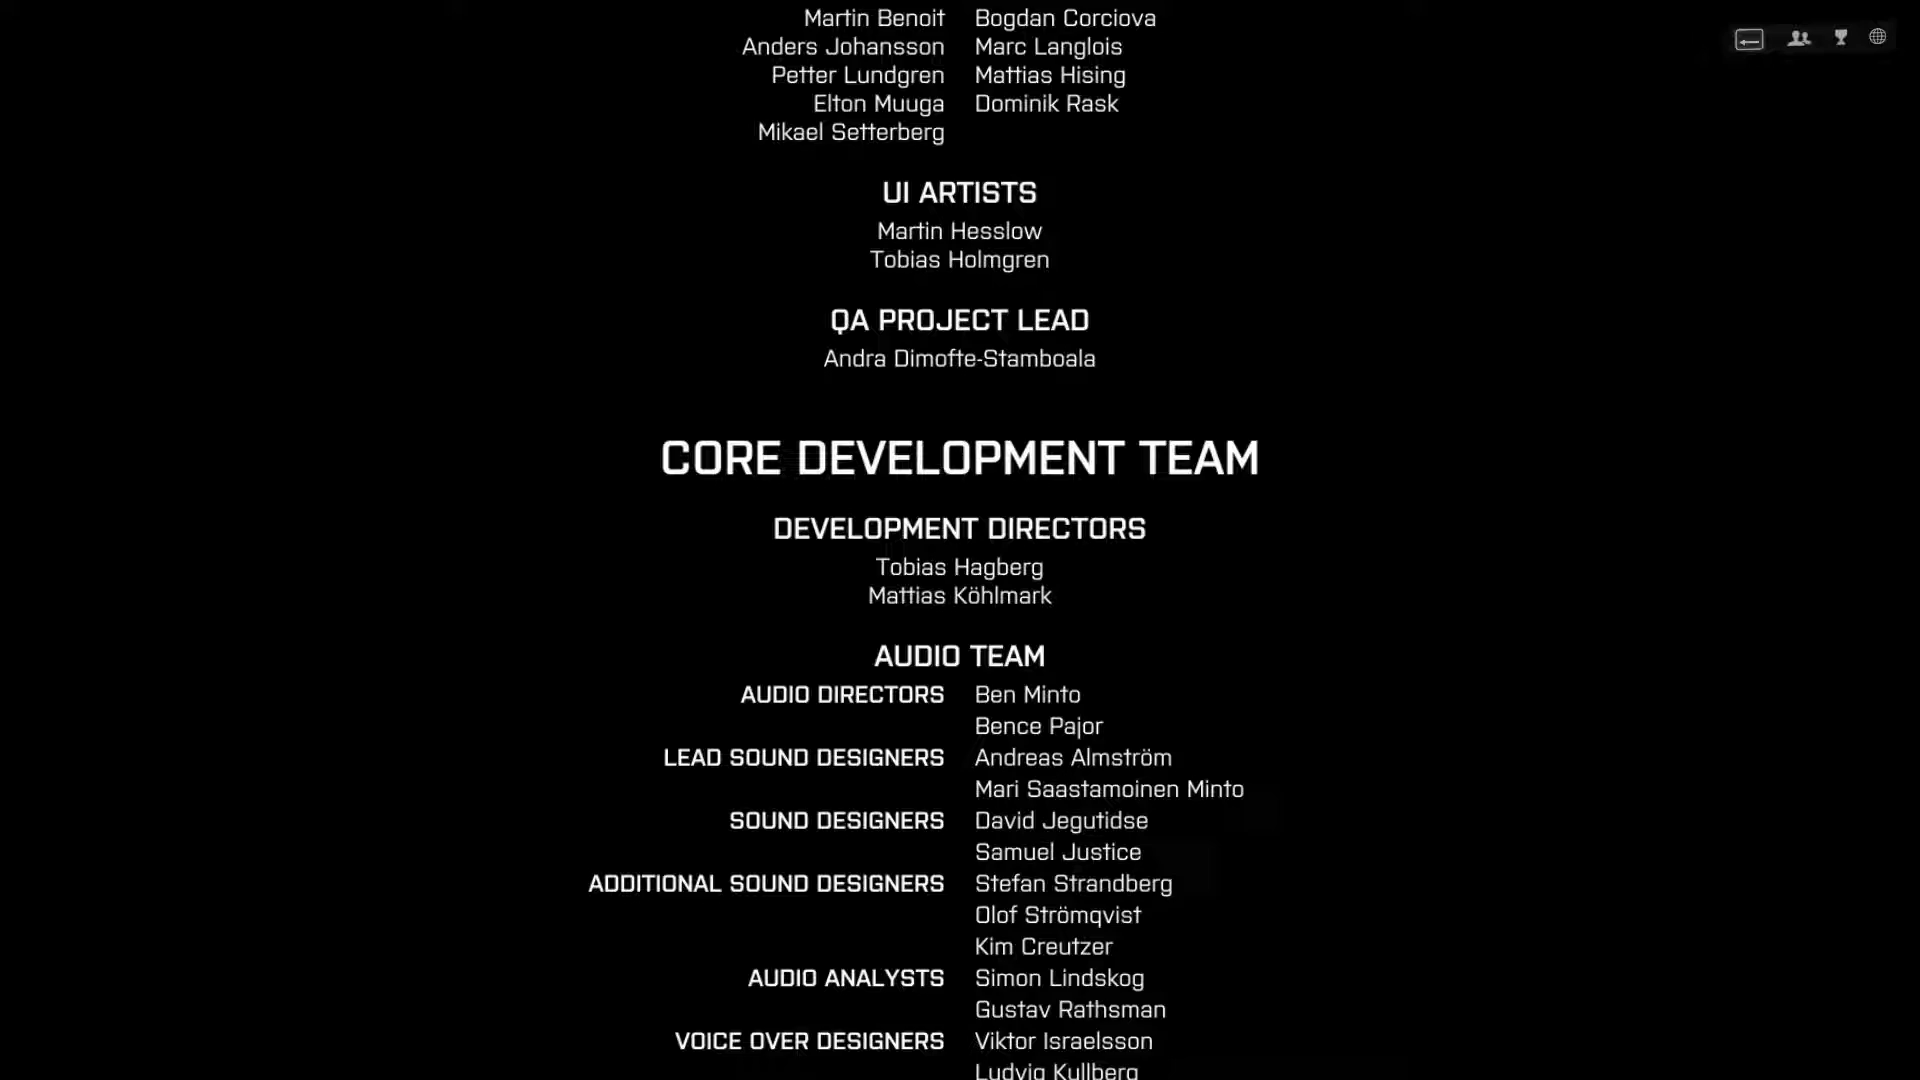 Martin Benoit Bogdan Corciova
Anders Johansson Marc Langlois
Petter Lundgren Mattias Hising
Elton Muuga Dominik Rask
Mikael Setterberg
UI ARTISTS
Martin Hesslow
Tobias Holmgren
QA PROJECT LEAD
Andra Dimofte-Stamboala
CORE DEVELOPMENT TEAM
DEVELOPMENT DIRECTORS
Tobias Hagberg
Mattias Köhlmark
AUDIO TEAM
AUDIO DIRECTORS Ben Minto
Bence Pajor
LEAD SOUND DESIGNERS Andreas Almström
Mari Saastamoinen Minto
SOUND DESIGNERS David Jegutidse
Samuel Justice
ADDITIONAL SOUND DESIGNERS Stefan Strandberg
Olof Strömqvist
Kim Creutzer
AUDIO ANALYSTS Simon Lindskog
Gustav Rathsman
VOICE OVER DESIGNERS Viktor Israelsson
Ludvig Kullberg